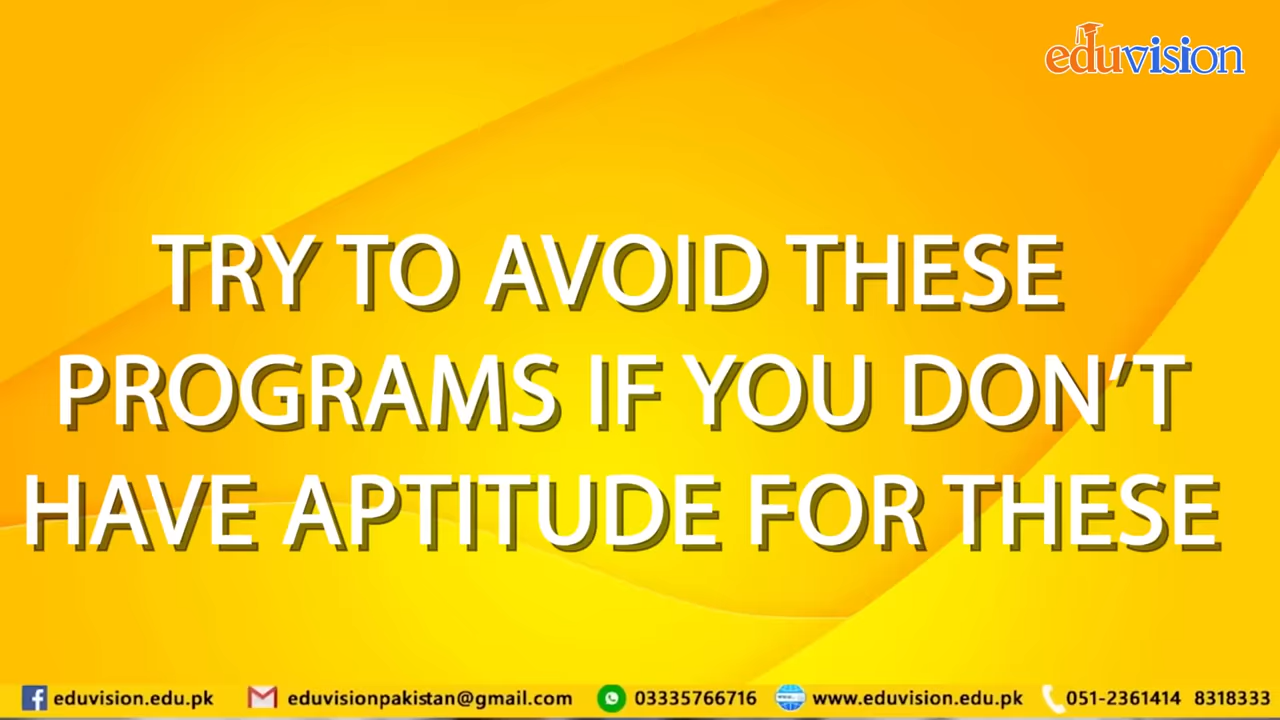 eduvision
TRY TO AVOID THESE
PROGRAMS IF YOU DON'T
HAVE APTITUDE FOR THESE
eduvision.edu.pk eduvisionpakistan@gmail.com 03335766716 www.eduvision.edu.pk 051-2361414 8318333